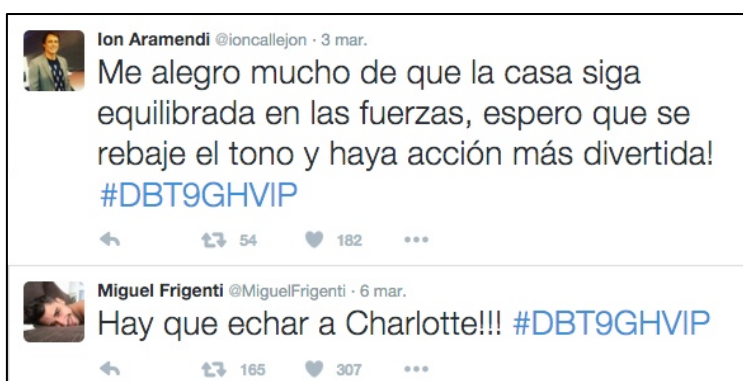 Ion Aramendi @ioncallejon · 3 mar.
Me alegro mucho de que la casa siga
equilibrada en las fuerzas, espero que se
rebaje el tono y haya acción más divertida!
#DBT9GHVIP
54 182
Miguel Frigenti @MiguelFrigenti · 6 mar.
Hay que echar a Charlotte!!! #DBT9GHVIP
165 307